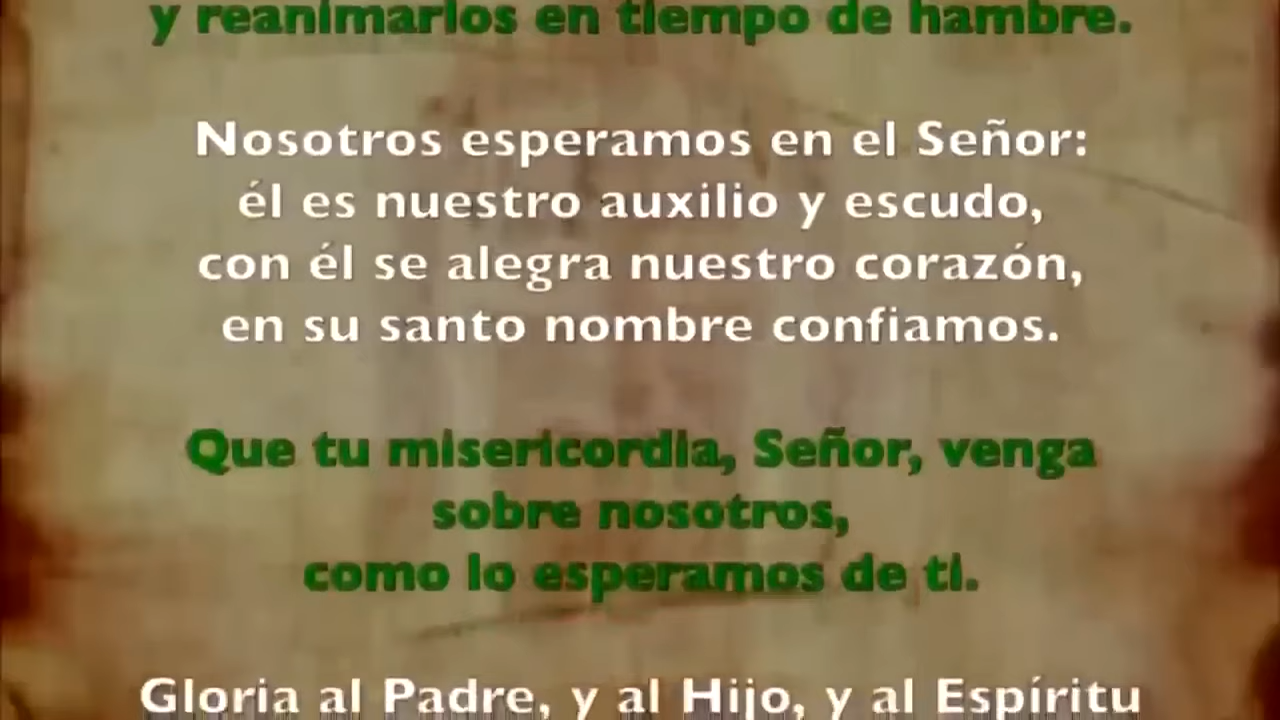 y reanimarlos en tiempo de hambre.
Nosotros esperamos en el Señor:
él es nuestro auxilio y escudo,
con él se alegra nuestro corazón,
en su santo nombre confiamos.
Que tu misericordia, Señor, venga
sobre nosotros,
como lo esperamos de ti.
Gloria al Padre, y al Hijo, y al Espíritu